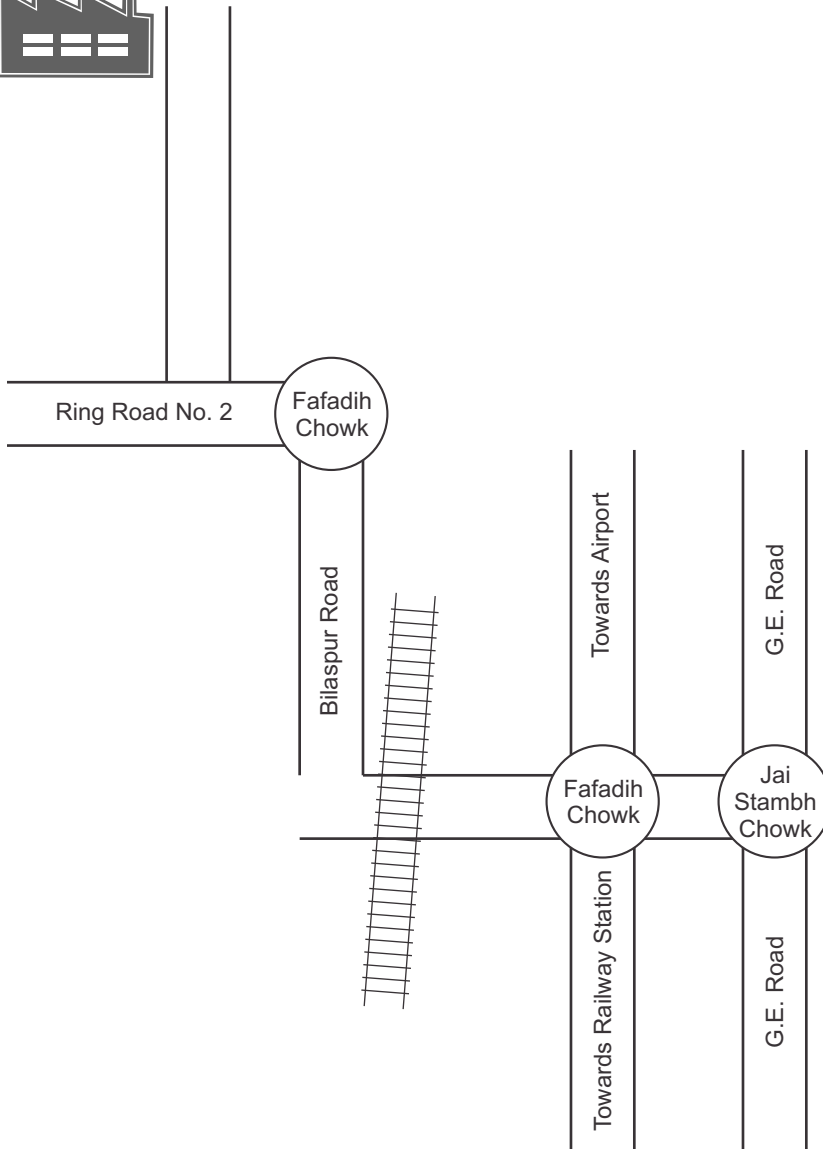 Ring Road No. 2
Fafadih
Chowk
Bilaspur Road
Towards Airport
G.E. Road
Fafadih
Chowk
Jai
Stambh
Chowk
Towards Railway Station
G.E. Road